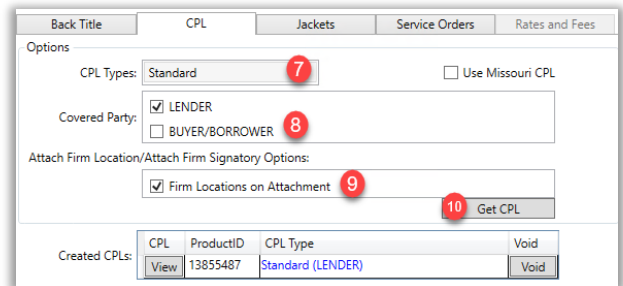 Back Title CPL Jackets Service Orders Rates and Fees
Options
CPL Types: Standard 7 Use Missouri CPL
LENDER
Covered Party:
BUYER/BORROWER 8
Attach Firm Location/Attach Firm Signatory Options:
Firm Locations on Attachment 9
10 Get CPL
CPL ProductID CPL Type Void
Created CPLs:
View 13855487 Standard (LENDER) Void